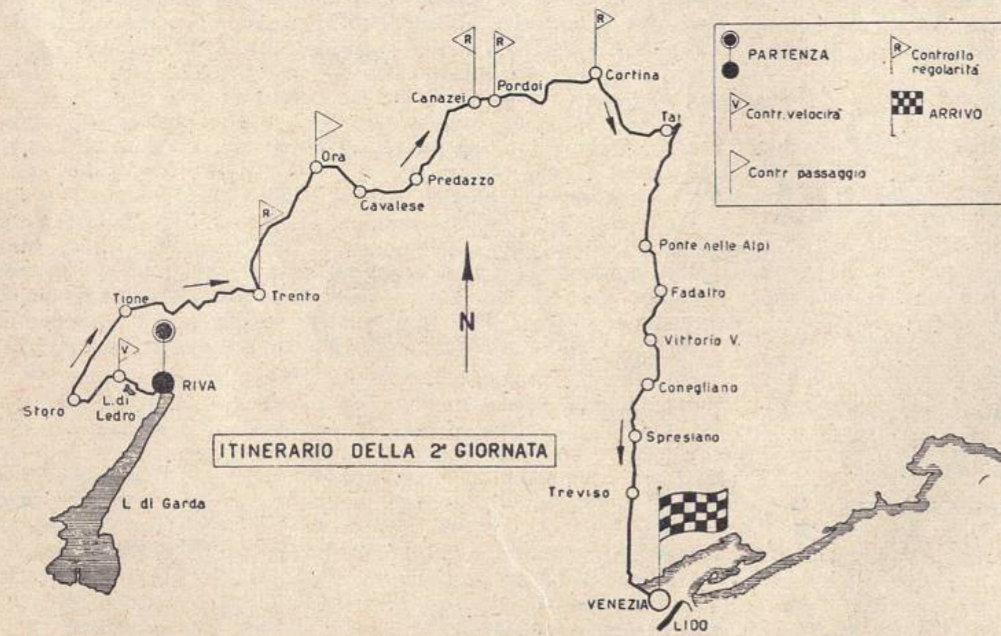 PARTENZA
R Controllo
regolarità
V Contr. velocità
ARRIVO
Contr passaggio
R
R
R
Cortina
Pordoi
Canazei
Tai
Ora
Predazzo
Cavalese
R
Ponte nelle Alpi
Trento
Tione
Fadalto
N
V
Vittorio V.
RIVA
Conegliano
Storo
L. di
Ledro
Spresiano
ITINERARIO DELLA 2ª GIORNATA
Treviso
L di Garda
VENEZIA
LIDO